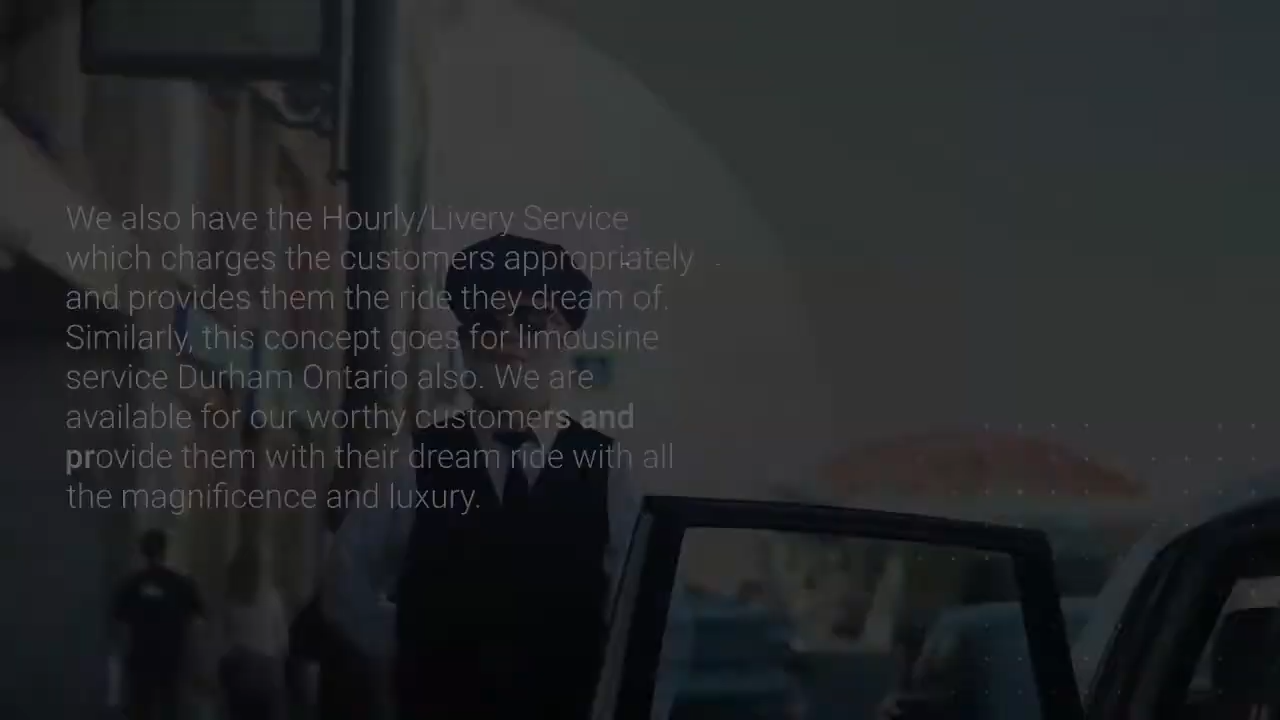 We also have the Hourly/Livery Service
which charges the customers appropriately
and provides them the ride they dream of.
Similarly, this concept goes for limousine
service Durham Ontario also. We are
available for our worthy customers and
provide them with their dream ride with all
the magnificence and luxury.